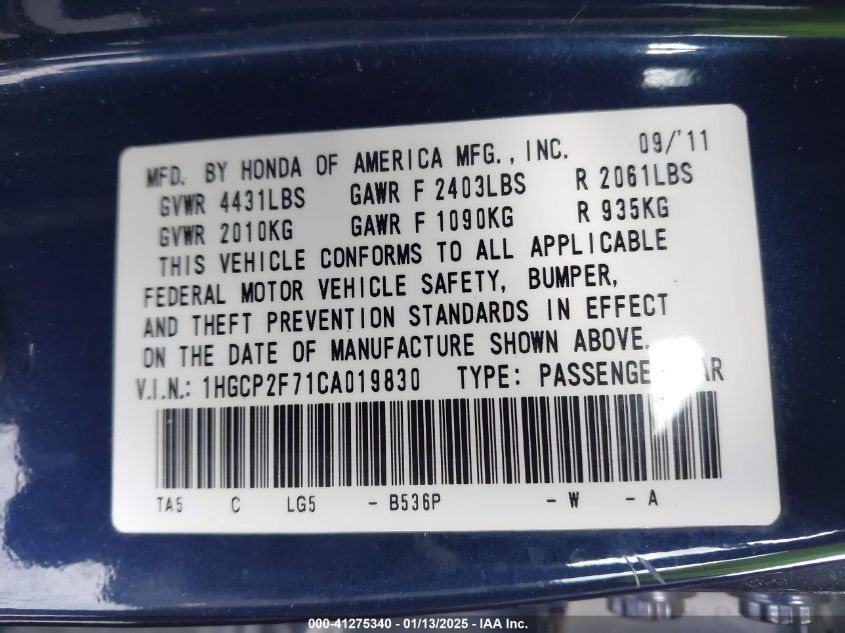 MFD. BY HONDA OF AMERICA MFG., INC. 09/'11
GVWR 4431LBS GAWR F 2403LBS R 2061LBS
GVWR 2010KG GAWR F 1090KG R 935KG
THIS VEHICLE CONFORMS TO ALL APPLICABLE
FEDERAL MOTOR VEHICLE SAFETY, BUMPER,
AND THEFT PREVENTION STANDARDS IN EFFECT
ON THE DATE OF MANUFACTURE SHOWN ABOVE.
V.I.N.: 1HGCP2F71CA019830 TYPE:
TA5 C LG5 - B536P - W - A
000-41275340 - 01/13/2025 - IAA Inc.